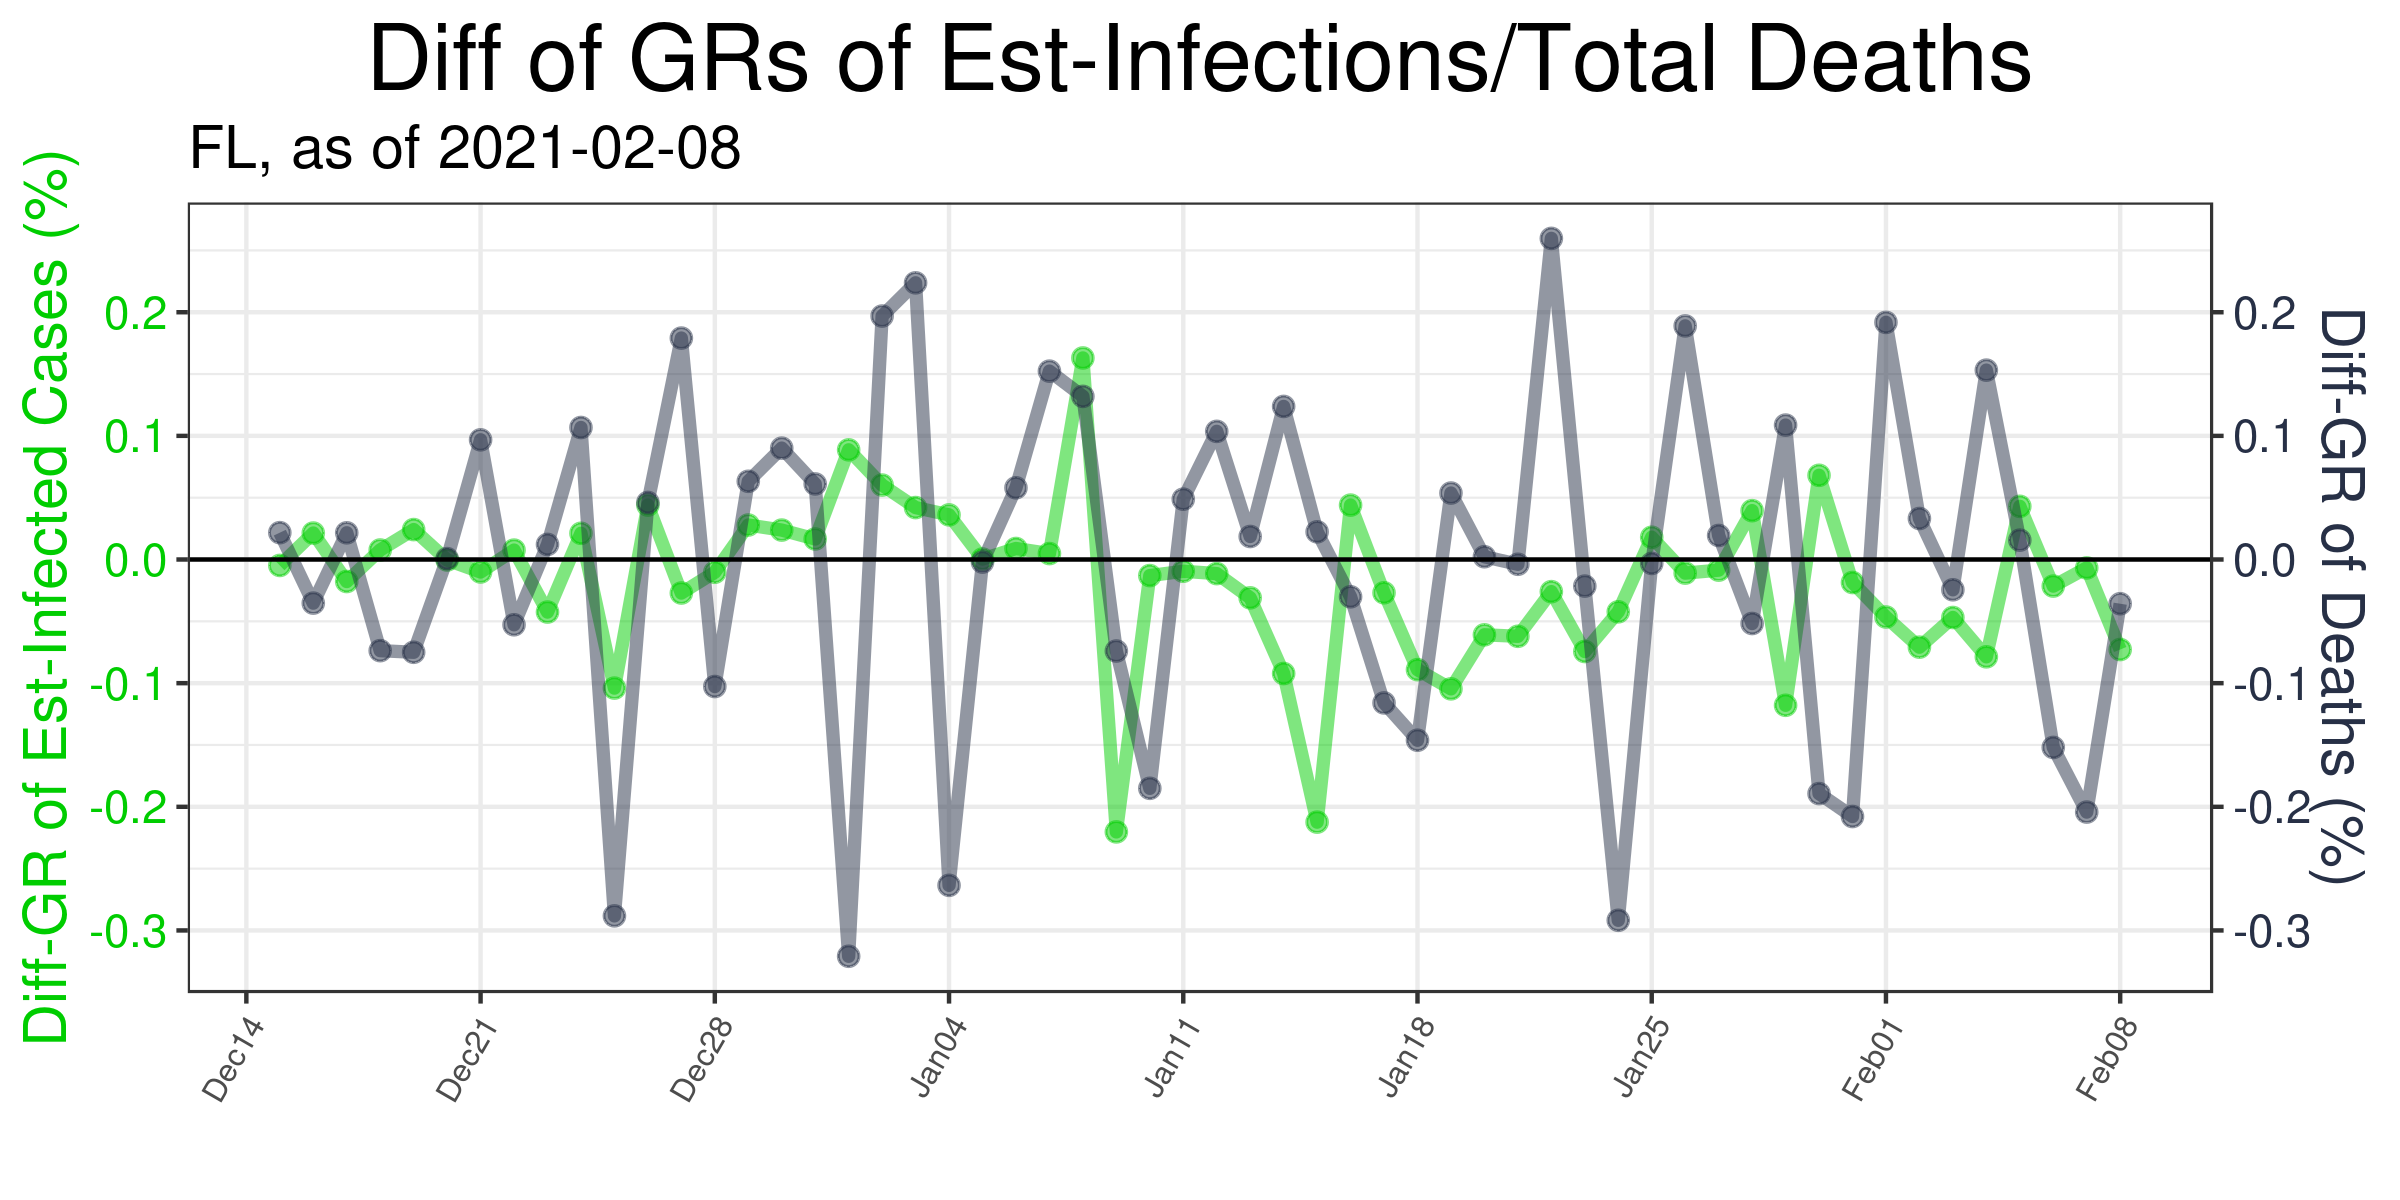 Diff of GRs of Est-Infections/Total Deaths
FL, as of 2021-02-08
Diff-GR of Est-Infected Cases (%)
0.2
0.1
0.0
-0.1
-0.2
-0.3
0.2
0.1
0.0
-0.1
-0.2
-0.3
Diff-GR of Deaths (%)
Dec14
Dec21
Dec28
Jan04
Jan11
Jan18
Jan25
Feb01
Feb08